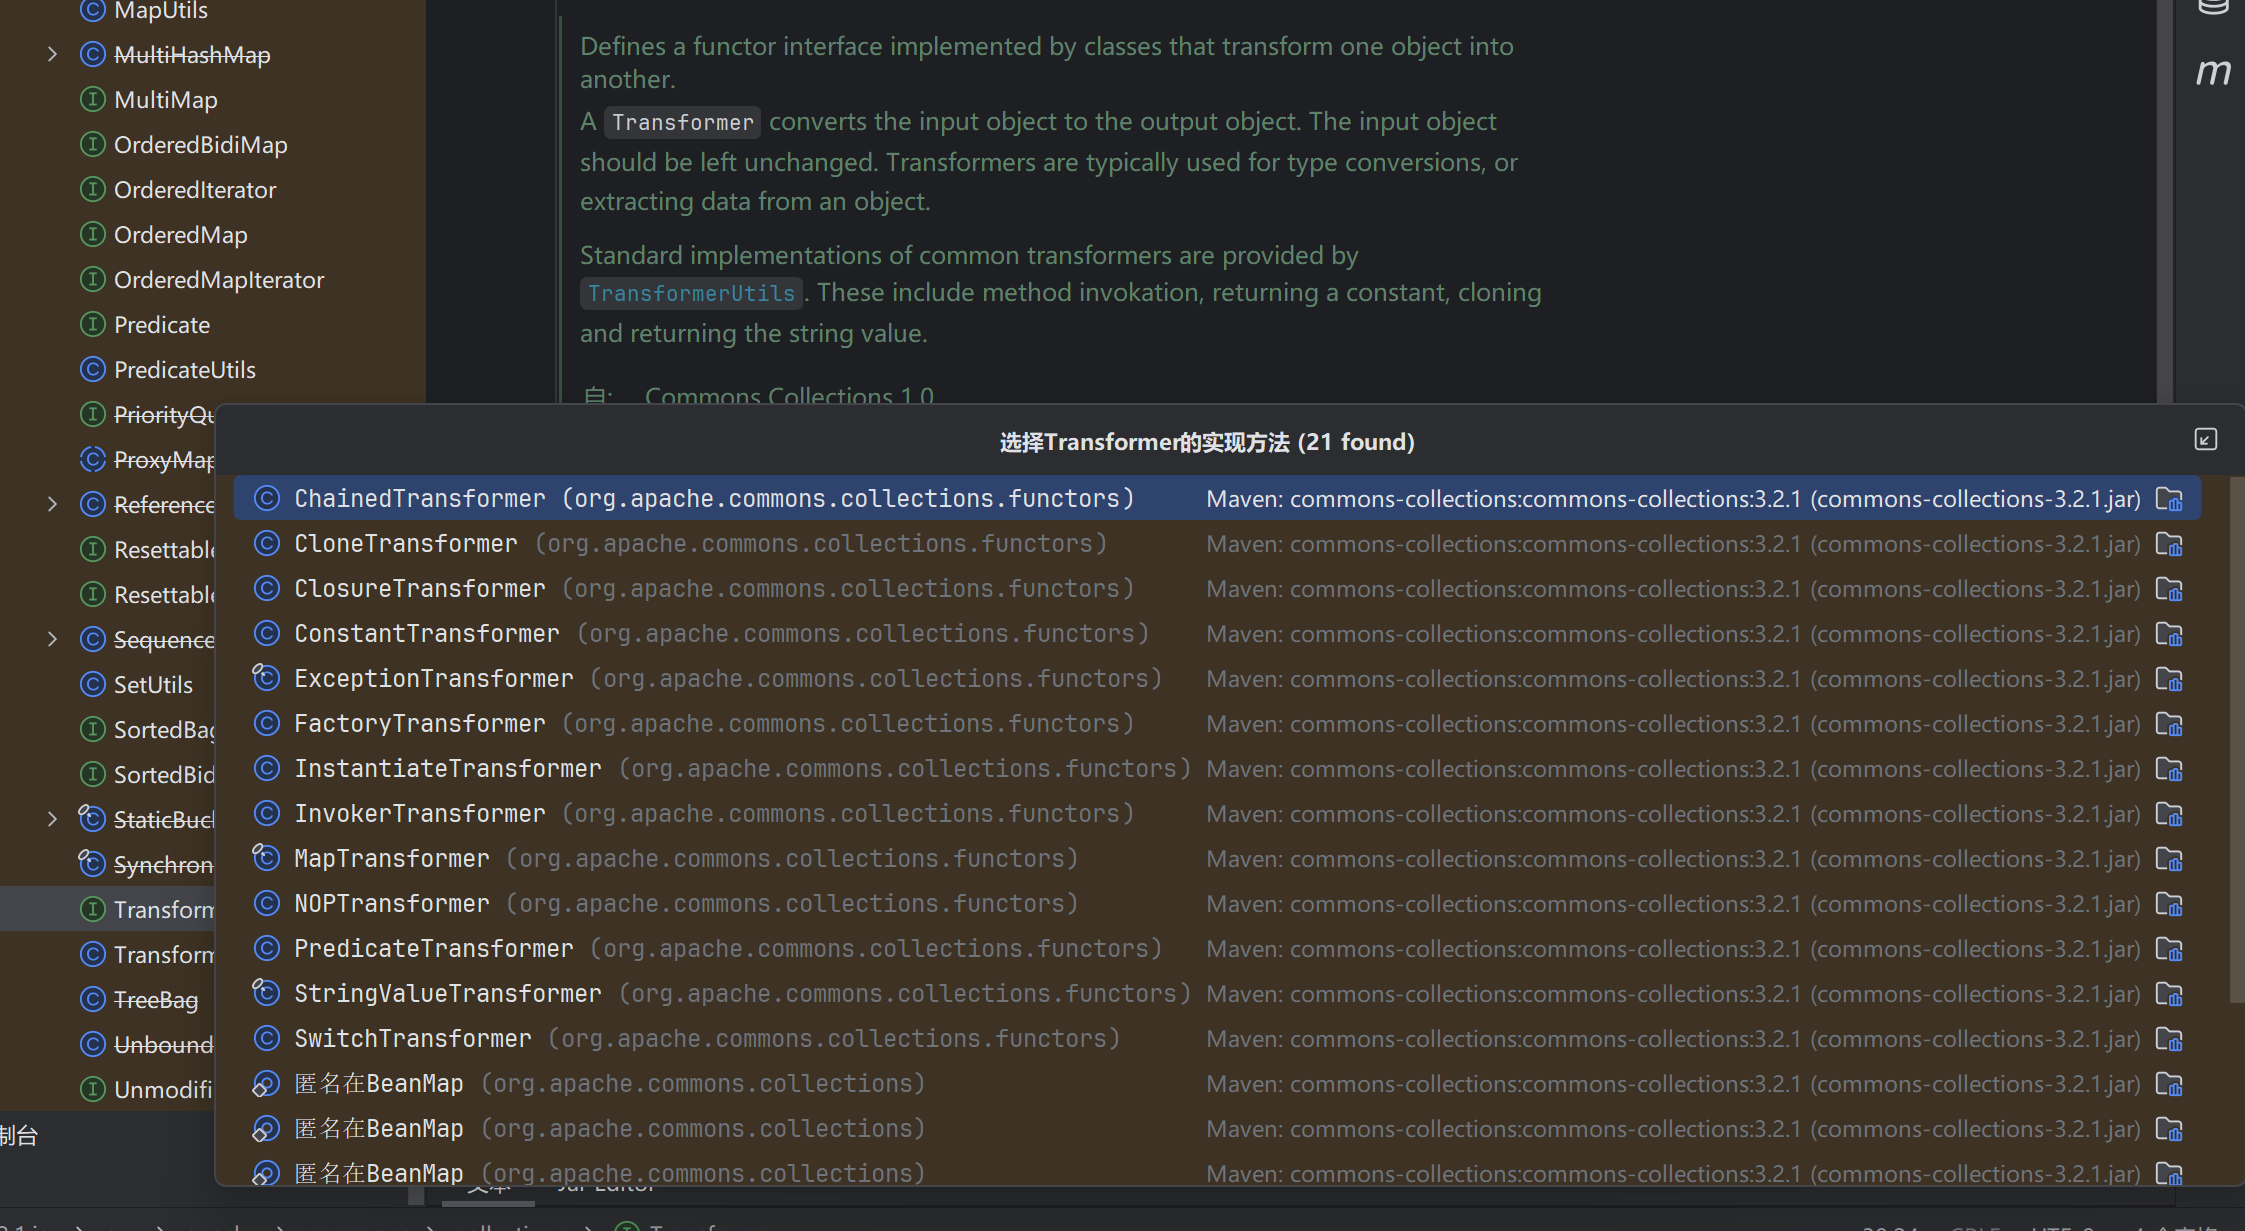 MapUtils
MultiHashMap
MultiMap
OrderedBidiMap
OrderedIterator
OrderedMap
OrderedMapIterator
Predicate
PredicateUtils
PriorityQu
ProxyMap
Reference
Resettable
Resettable
Sequence
SetUtils
SortedBag
SortedBid
StaticBuck
Synchron
Transform
Transform
TreeBag
Unbound
Unmodifi
制台
Defines a functor interface implemented by classes that transform one object into
another.
A Transformer converts the input object to the output object. The input object
should be left unchanged. Transformers are typically used for type conversions, or
extracting data from an object.
Standard implementations of common transformers are provided by
TransformerUtils. These include method invokation, returning a constant, cloning
and returning the string value.
自: Commons Collections 1.0
m
选择Transformer的实现方法 (21 found)
ChainedTransformer (org.apache.commons.collections.functors) Maven: commons-collections:commons-collections:3.2.1 (commons-collections-3.2.1.jar)
CloneTransformer (org.apache.commons.collections.functors) Maven: commons-collections:commons-collections:3.2.1 (commons-collections-3.2.1.jar)
ClosureTransformer (org.apache.commons.collections.functors) Maven: commons-collections:commons-collections:3.2.1 (commons-collections-3.2.1.jar)
ConstantTransformer (org.apache.commons.collections.functors) Maven: commons-collections:commons-collections:3.2.1 (commons-collections-3.2.1.jar)
ExceptionTransformer (org.apache.commons.collections.functors) Maven: commons-collections:commons-collections:3.2.1 (commons-collections-3.2.1.jar)
FactoryTransformer (org.apache.commons.collections.functors) Maven: commons-collections:commons-collections:3.2.1 (commons-collections-3.2.1.jar)
InstantiateTransformer (org.apache.commons.collections.functors) Maven: commons-collections:commons-collections:3.2.1 (commons-collections-3.2.1.jar)
InvokerTransformer (org.apache.commons.collections.functors) Maven: commons-collections:commons-collections:3.2.1 (commons-collections-3.2.1.jar)
MapTransformer (org.apache.commons.collections.functors) Maven: commons-collections:commons-collections:3.2.1 (commons-collections-3.2.1.jar)
NOPTransformer (org.apache.commons.collections.functors) Maven: commons-collections:commons-collections:3.2.1 (commons-collections-3.2.1.jar)
PredicateTransformer (org.apache.commons.collections.functors) Maven: commons-collections:commons-collections:3.2.1 (commons-collections-3.2.1.jar)
StringValueTransformer (org.apache.commons.collections.functors) Maven: commons-collections:commons-collections:3.2.1 (commons-collections-3.2.1.jar)
SwitchTransformer (org.apache.commons.collections.functors) Maven: commons-collections:commons-collections:3.2.1 (commons-collections-3.2.1.jar)
匿名在BeanMap (org.apache.commons.collections) Maven: commons-collections:commons-collections:3.2.1 (commons-collections-3.2.1.jar)
匿名在BeanMap (org.apache.commons.collections) Maven: commons-collections:commons-collections:3.2.1 (commons-collections-3.2.1.jar)
匿名在BeanMap (org.apache.commons.collections) Maven: commons-collections:commons-collections:3.2.1 (commons-collections-3.2.1.jar)